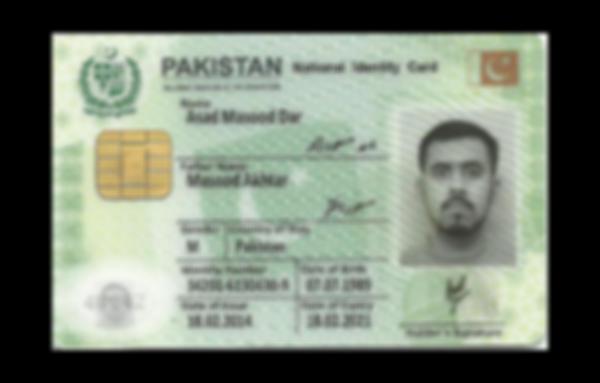 PAKISTAN National Identity Card
ISLAMIC REPUBLIC OF PAKISTAN
Name
Asad Masood Dar
Father Name
Masood Akhtar
Gender Country of Stay
M Pakistan
Identity Number Date of Birth
07.07.1989
Date of Issue Date of Expiry
18.02.2014 18.02.2021
Holder's Signature